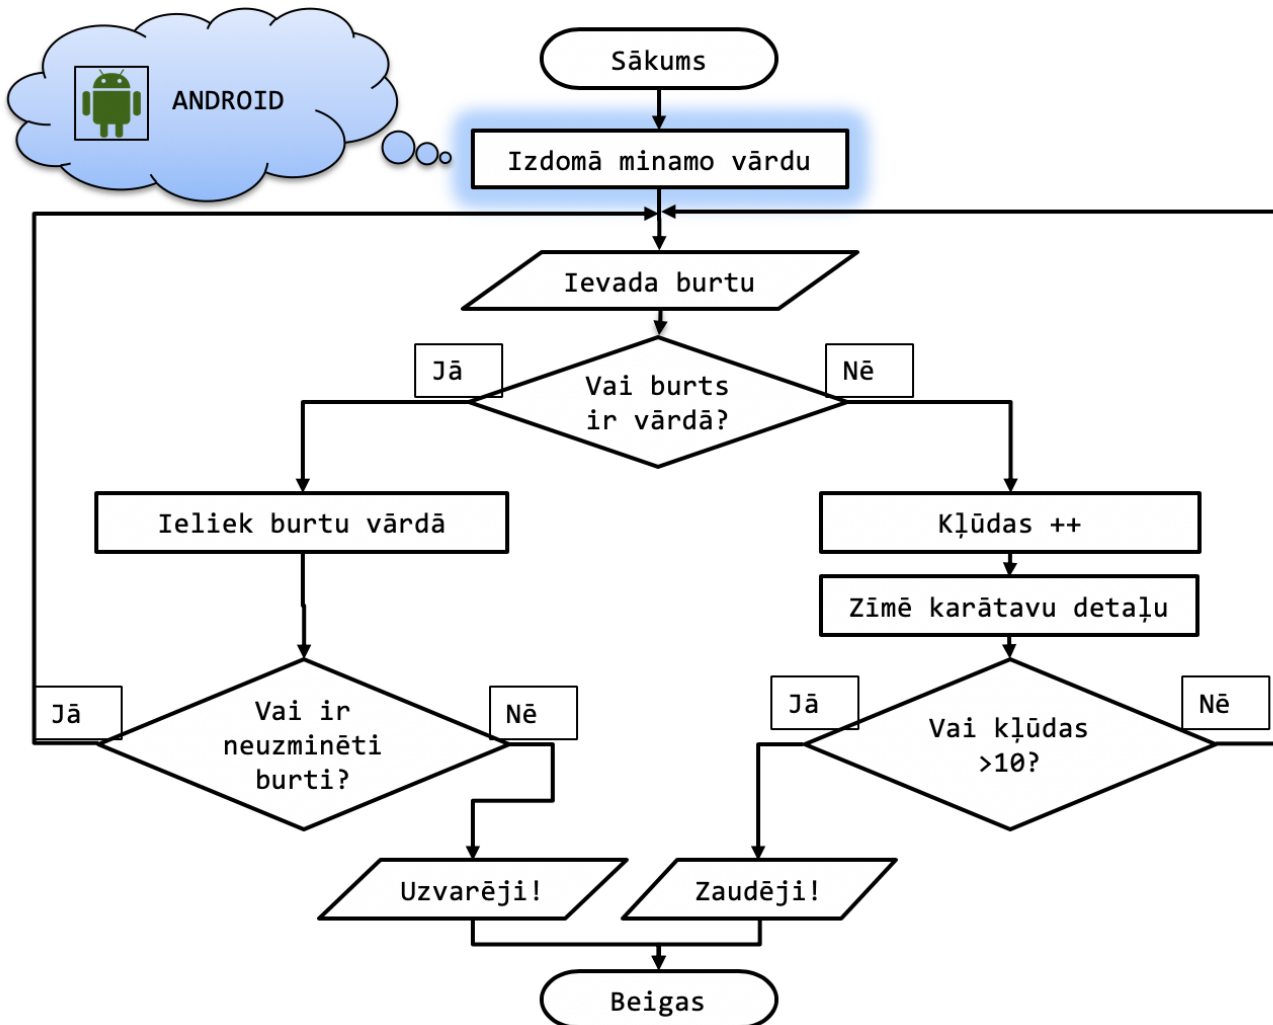 Sākums
ANDROID
Izdomā minamo vārdu
Ievada burtu
Jā
Nē
Vai burts
ir vārdā?
Ieliek burtu vārdā
Kļūdas ++
Zīmē karātavu detaļu
Jā
Vai ir
neuzminēti
burti?
Nē
Jā
Vai kļūdas
>10?
Nē
Uzvarēji!
Zaudēji!
Beigas